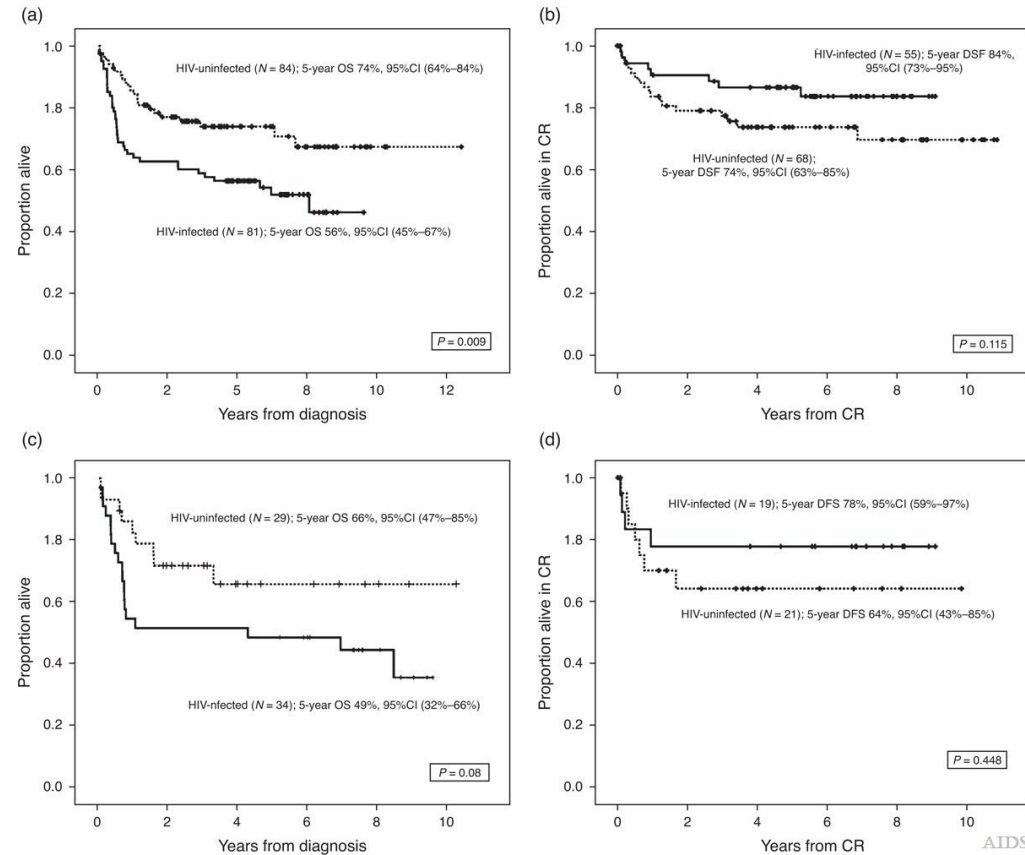 (a)
1.0
1.8
0.6
0.4
0.2
0.0
Proportion alive
HIV-uninfected (N = 84); 5-year OS 74%, 95%CI (64%–84%)
HIV-infected (N = 81); 5-year OS 56%, 95%CI (45%–67%)
P = 0.009
0 2 5 8 10 12
Years from diagnosis
(b)
1.0
1.8
0.6
0.4
0.2
0.0
Proportion alive in CR
HIV-infected (N = 55); 5-year DSF 84%,
95%CI (73%–95%)
HIV-uninfected (N = 68);
5-year DSF 74%, 95%CI (63%–85%)
P = 0.115
0 2 4 6 8 10
Years from CR
(c)
1.0
1.8
0.6
0.4
0.2
0.0
Proportion alive
HIV-uninfected (N = 29); 5-year OS 66%, 95%CI (47%–85%)
HIV-nfected (N = 34); 5-year OS 49%, 95%CI (32%–66%)
P = 0.08
0 2 4 6 8 10
Years from diagnosis
(d)
1.0
1.8
0.6
0.4
0.2
0.0
Proportion alive in CR
HIV-infected (N = 19); 5-year DFS 78%, 95%CI (59%–97%)
HIV-uninfected (N = 21); 5-year DFS 64%, 95%CI (43%–85%)
P = 0.448
0 2 4 6 8 10
Years from CR
AIDS